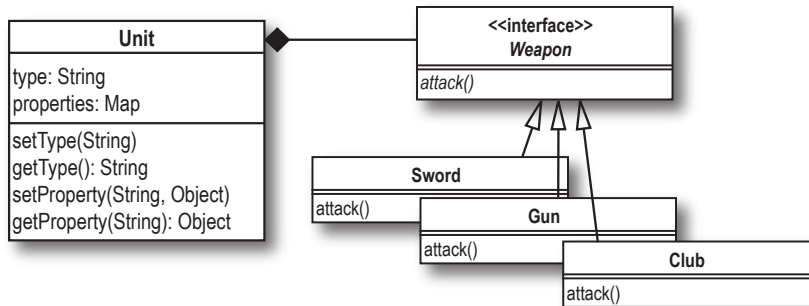 Unit
type: String
properties: Map
setType(String)
getType(): String
setProperty(String, Object)
getProperty(String): Object
<<interface>>
Weapon
attack()
Sword
attack()
Gun
attack()
Club
attack()